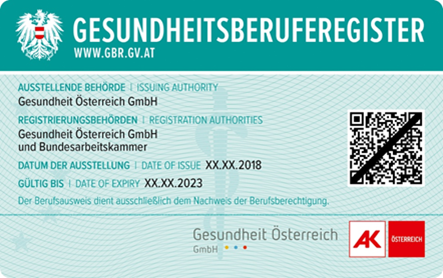 GESUNDHEITSBERUFEREGISTER
WWW.GBR.GV.AT
AUSSTELLENDE BEHÖRDE | ISSUING AUTHORITY
Gesundheit Österreich GmbH
REGISTRIERUNGSBEHÖRDEN | REGISTRATION AUTHORITIES
Gesundheit Österreich GmbH
und Bundesarbeitskammer
DATUM DER AUSSTELLUNG | DATE OF ISSUE XX.XX.2018
GÜLTIG BIS | DATE OF EXPIRY XX.XX.2023
Der Berufsausweis dient ausschließlich dem Nachweis der Berufsberechtigung.
Gesundheit Österreich
GmbH
AK
ÖSTERREICH